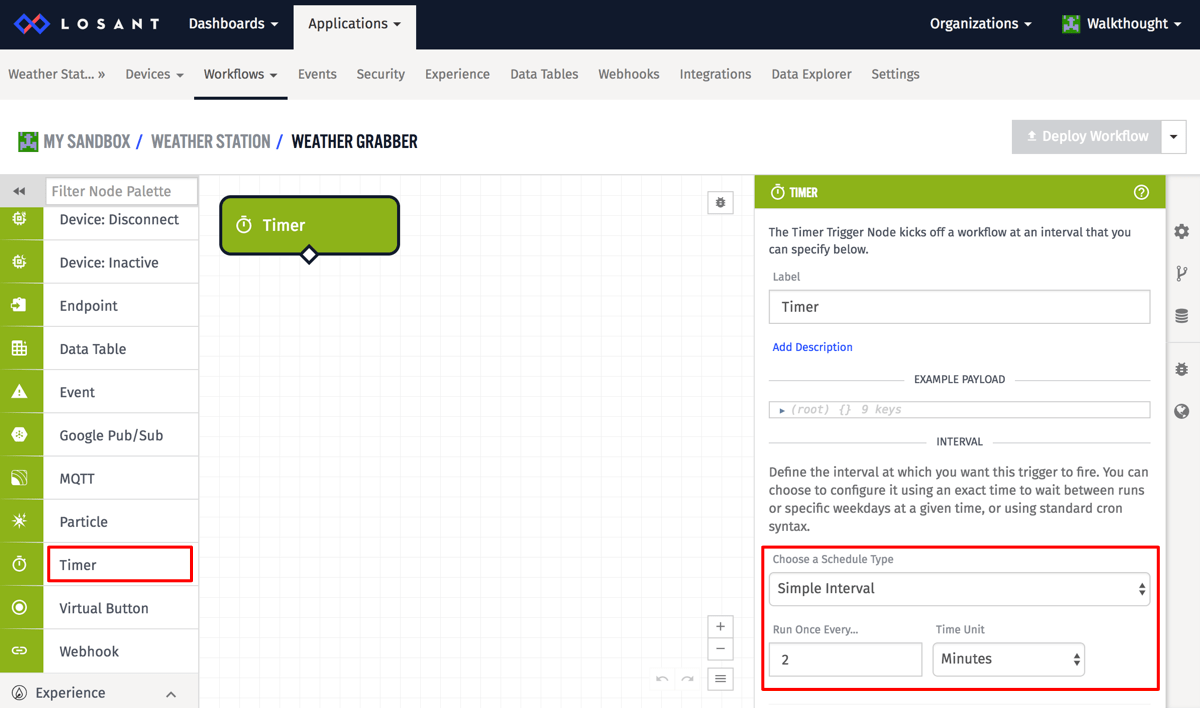 LOSANT Dashboards Applications Organizations Walkthought
Weather Stat... » Devices Workflows Events Security Experience Data Tables Webhooks Integrations Data Explorer Settings
MY SANDBOX / WEATHER STATION / WEATHER GRABBER
Deploy Workflow
Filter Node Palette
Device: Disconnect
Device: Inactive
Endpoint
Data Table
Event
Google Pub/Sub
MQTT
Particle
Timer
Virtual Button
Webhook
Experience
Timer
TIMER
The Timer Trigger Node kicks off a workflow at an interval that you
can specify below.
Label
Timer
Add Description
EXAMPLE PAYLOAD
(root) {} 9 keys
INTERVAL
Define the interval at which you want this trigger to fire. You can
choose to configure it using an exact time to wait between runs
or specific weekdays at a given time, or using standard cron
syntax.
Choose a Schedule Type
Simple Interval
Run Once Every... Time Unit
2 Minutes